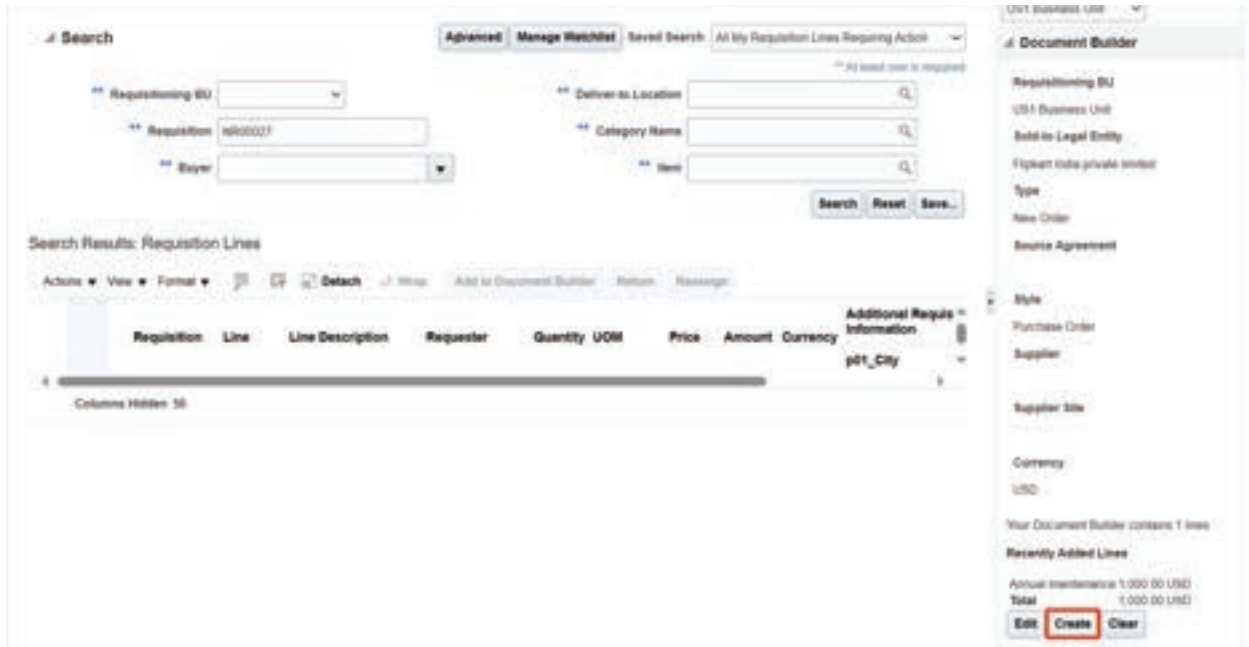 US1 Business Unit
Search
Advanced Manage Watchlist Saved Search All My Requisition Lines Requiring Action
** At least one is required
** Requisitioning BU
** Deliver-to Location
** Requisition NR00027
** Category Name
** Buyer
** Item
Search Reset Save...
Search Results: Requisition Lines
Actions View Format Detach Wrap Add to Document Builder Return Reassign
Requisition Line Line Description Requester Quantity UOM Price Amount Currency Additional Requis
Information
p01_City
Columns Hidden 56
Document Builder
Requisitioning BU
US1 Business Unit
Sold-to Legal Entity
Flipkart India private limited
Type
New Order
Source Agreement
Style
Purchase Order
Supplier
Supplier Site
Currency
USD
Your Document Builder contains 1 lines
Recently Added Lines
Annual maintenance 1,000.00 USD
Total 1,000.00 USD
Edit Create Clear